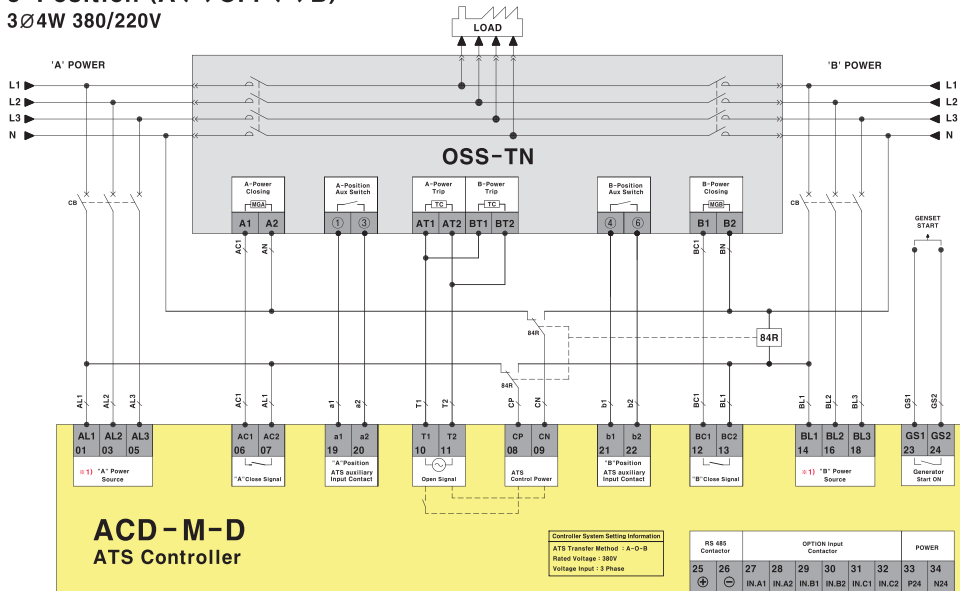 3Ø4W 380/220V
LOAD
'A' POWER
'B' POWER
L1
L2
L3
N
L1
L2
L3
N
OSS-TN
A-Power
Closing
MGA
A1 A2
A-Position
Aux Switch
① ③
A-Power
Trip
TC
AT1 AT2
B-Power
Trip
TC
BT1 BT2
B-Position
Aux Switch
④ ⑥
B-Power
Closing
MGB
B1 B2
CB
CB
GENSET
START
AC1
AN
BC1
BN
84R
84R
84R
AL1
AL2
AL3
AC1
AL1
a1
a2
T1
T2
CP
CN
b1
b2
BC1
BL1
BL1
BL2
BL3
GS1
GS2
AL1 AL2 AL3
01 03 05
※1) "A" Power
Source
AC1 AC2
06 07
"A"Close Signal
a1 a2
19 20
"A"Position
ATS auxiliary
Input Contact
T1 T2
10 11
Open Signal
CP CN
08 09
ATS
Control Power
b1 b2
21 22
"B"Position
ATS auxiliary
Input Contact
BC1 BC2
12 13
"B"Close Signal
BL1 BL2 BL3
14 16 18
※1) "B" Power
Source
GS1 GS2
23 24
Generator
Start ON
ACD-M-D
ATS Controller
Controller System Setting Information
ATS Transfer Method : A-O-B
Rated Voltage : 380V
Voltage Input : 3 Phase
RS 485
Contactor
OPTION Input
Contactor
POWER
25 26 27 28 29 30 31 32 33 34
⊕ ⊖ IN.A1 IN.A2 IN.B1 IN.B2 IN.C1 IN.C2 P24 N24